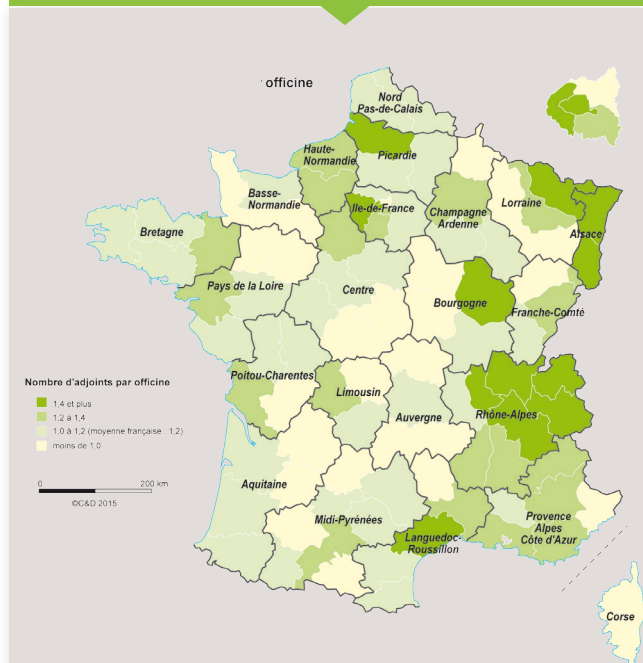 officine
Nord
Pas-de-Calais
Haute-
Normandie
Picardie
Basse-
Normandie
Ile-de-France
Champagne
Ardenne
Lorraine
Alsace
Bretagne
Pays de la Loire
Centre
Bourgogne
Franche-Comté
Poitou-Charentes
Limousin
Auvergne
Rhône-Alpes
Aquitaine
Midi-Pyrénées
Languedoc-
Roussillon
Provence
Alpes
Côte d'Azur
Corse
Nombre d'adjoints par officine
1,4 et plus
1,2 à 1,4
1,0 à 1,2 (moyenne française : 1,2)
moins de 1.0
0 200 km
©C&D 2015